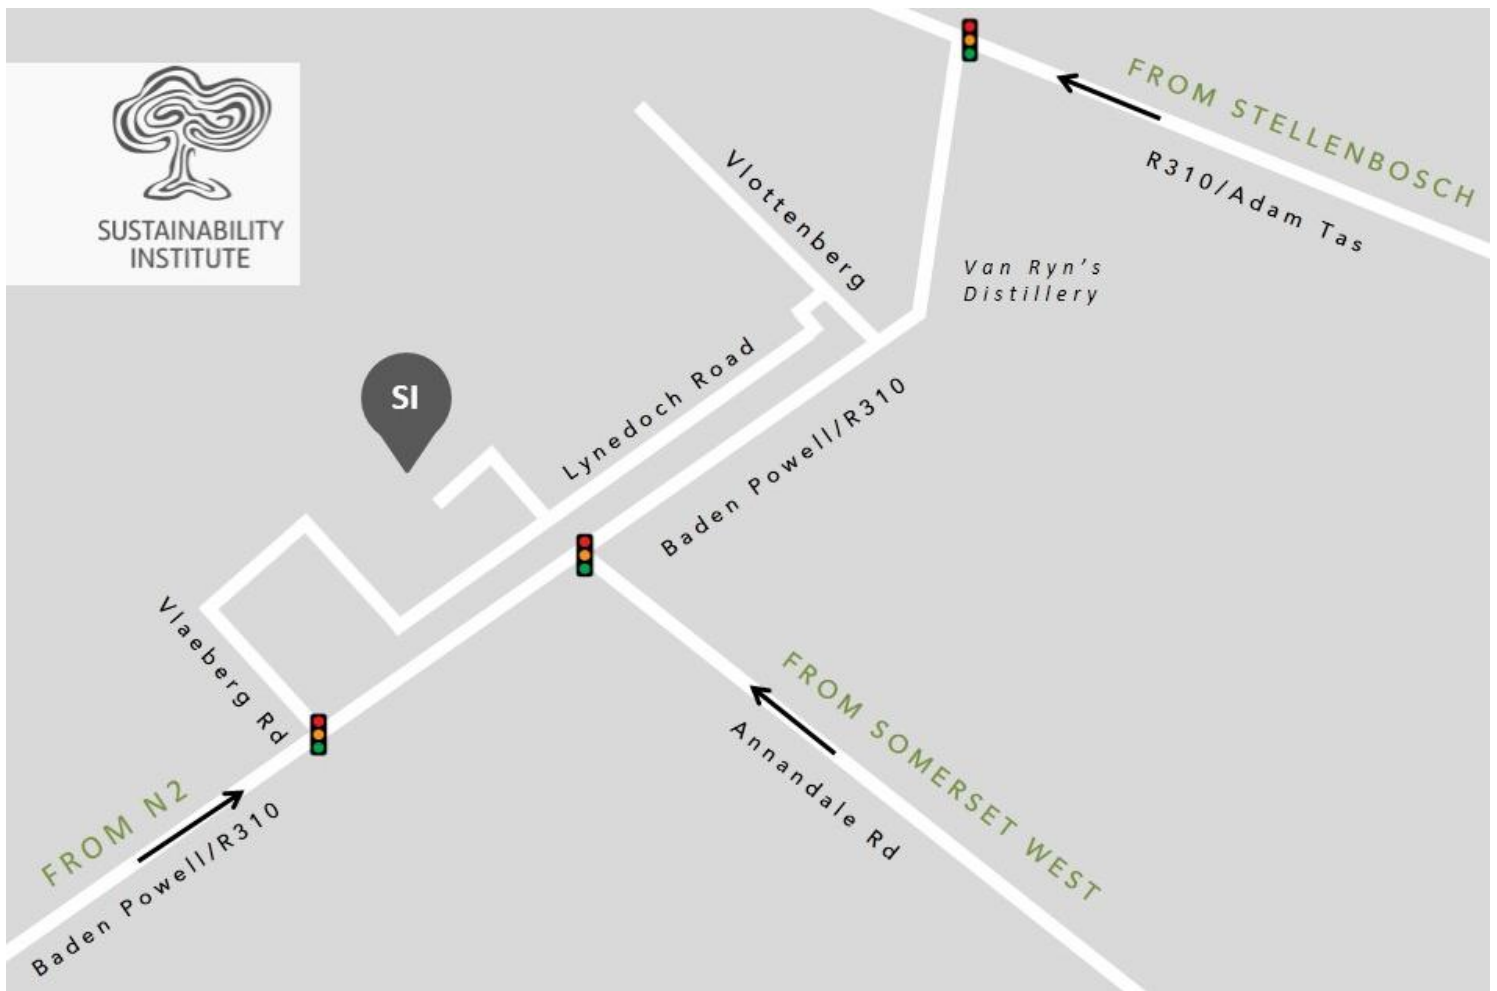 SUSTAINABILITY
INSTITUTE
FROM STELLENBOSCH
R310/Adam Tas
Vlottenberg
Van Ryn's
Distillery
Lynedoch Road
SI
Baden Powell/R310
Vlaeberg Rd
FROM SOMERSET WEST
Annandale Rd
FROM N2
Baden Powell/R310